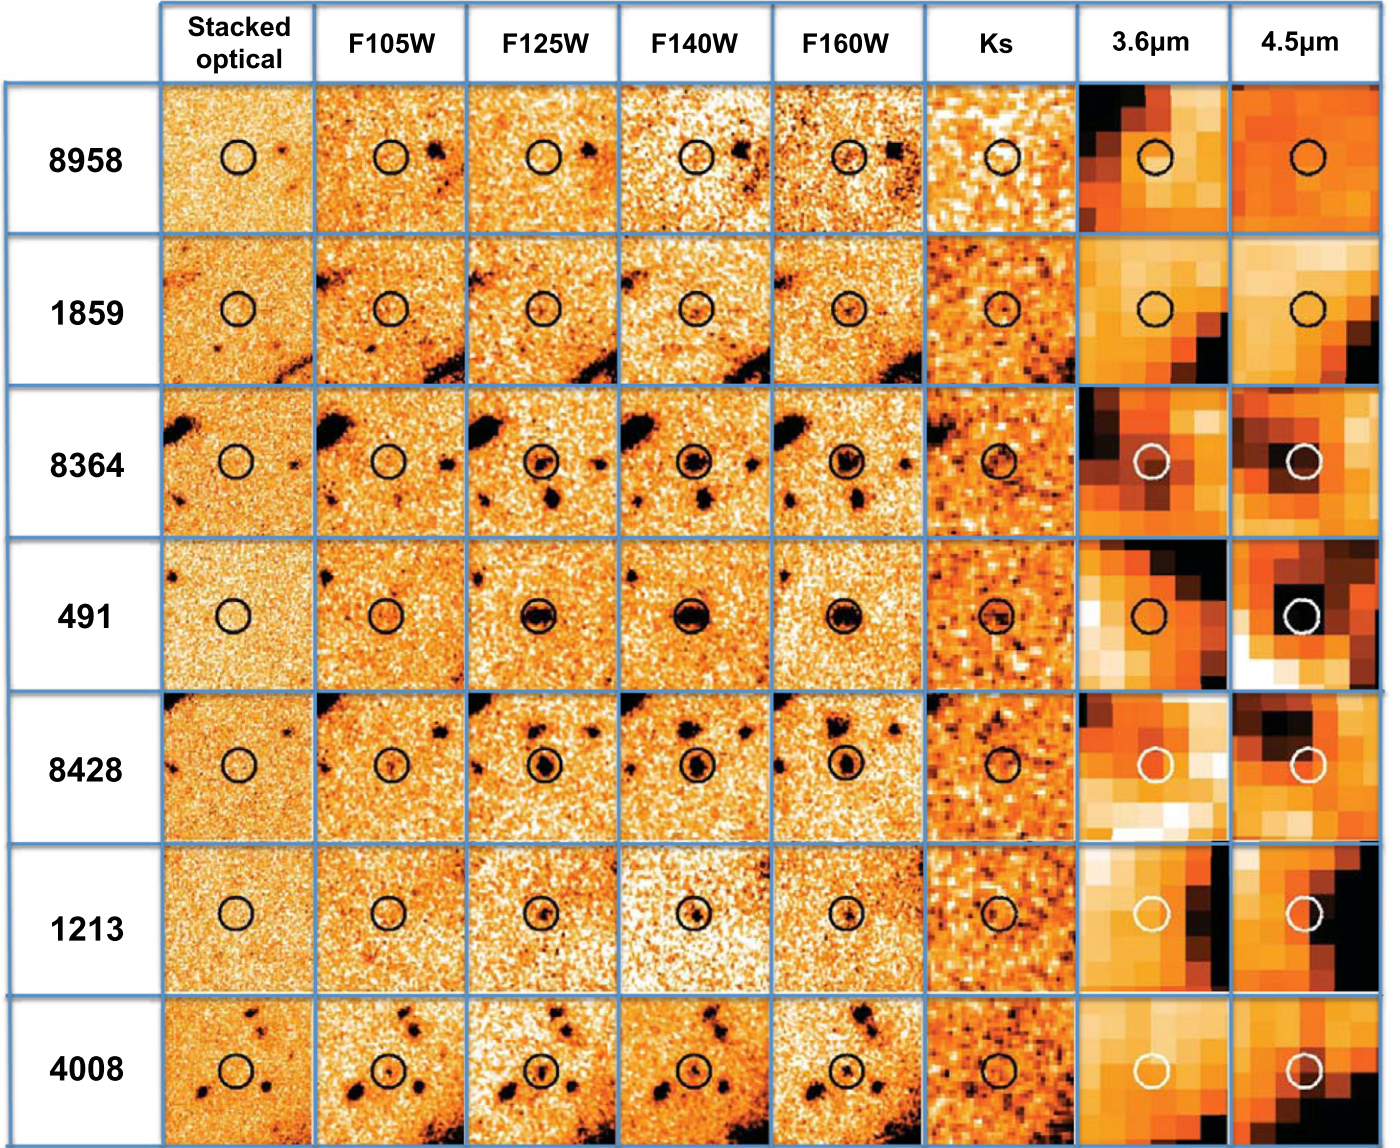 Stacked
optical
F105W
F125W
F140W
F160W
Ks
3.6μm
4.5μm
8958
1859
8364
491
8428
1213
4008